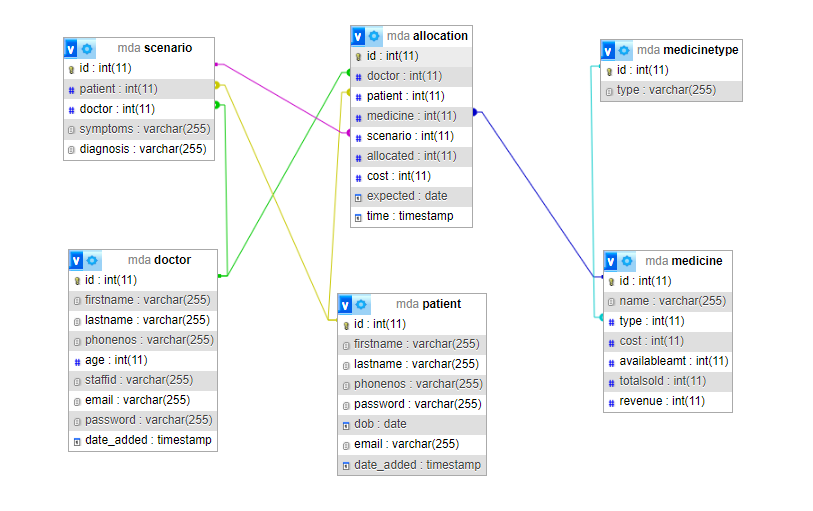 mda scenario
id : int(11)
patient : int(11)
doctor : int(11)
symptoms : varchar(255)
diagnosis : varchar(255)
mda allocation
id : int(11)
doctor : int(11)
patient : int(11)
medicine : int(11)
scenario : int(11)
allocated : int(11)
cost : int(11)
expected : date
time : timestamp
mda medicinetype
id : int(11)
type : varchar(255)
mda doctor
id : int(11)
firstname : varchar(255)
lastname : varchar(255)
phonenos : varchar(255)
age : int(11)
staffid : varchar(255)
email : varchar(255)
password : varchar(255)
date_added : timestamp
mda patient
id : int(11)
firstname : varchar(255)
lastname : varchar(255)
phonenos : varchar(255)
password : varchar(255)
dob : date
email : varchar(255)
date_added : timestamp
mda medicine
id : int(11)
name : varchar(255)
type : int(11)
cost : int(11)
availableamt : int(11)
totalsold : int(11)
revenue : int(11)